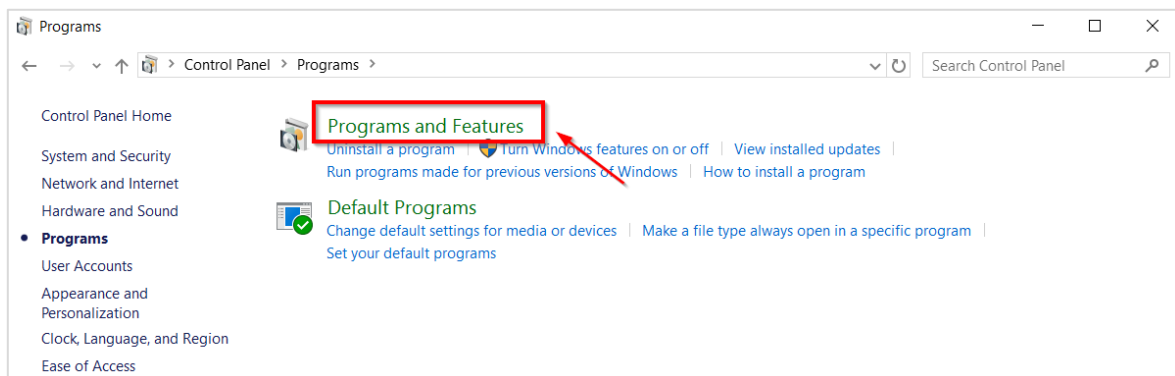 Programs
Control Panel > Programs >
Search Control Panel
Control Panel Home
System and Security
Network and Internet
Hardware and Sound
Programs
User Accounts
Appearance and
Personalization
Clock, Language, and Region
Ease of Access
Programs and Features
Uninstall a program
Turn Windows features on or off
View installed updates
Run programs made for previous versions of Windows
How to install a program
Default Programs
Change default settings for media or devices
Make a file type always open in a specific program
Set your default programs